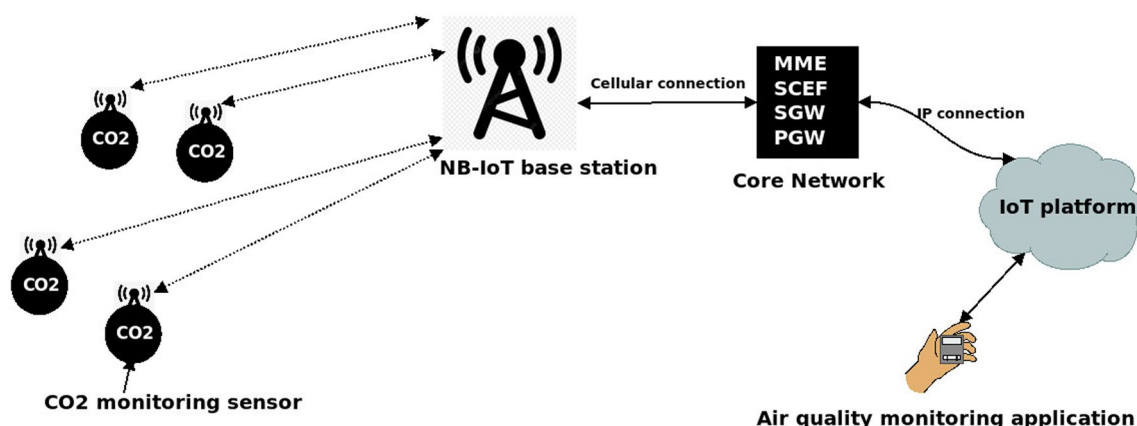 CO2
CO2
CO2
CO2
CO2 monitoring sensor
NB-IoT base station
Cellular connection
MME
SCEF
SGW
PGW
Core Network
IP connection
IoT platform
Air quality monitoring application